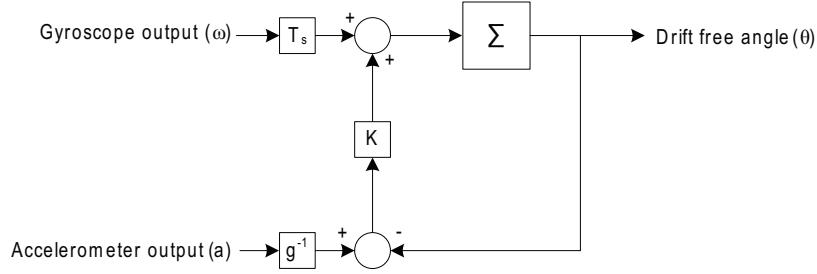 Gyroscope output (ω)
Ts
+
+
Σ
Drift free angle (θ)
K
Accelerometer output (a)
g-1
+
-